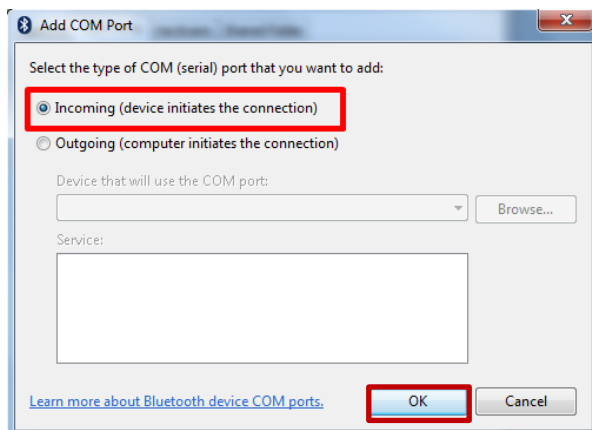 Add COM Port
Select the type of COM (serial) port that you want to add:
Incoming (device initiates the connection)
Outgoing (computer initiates the connection)
Device that will use the COM port:
Browse...
Service:
Learn more about Bluetooth device COM ports.
OK
Cancel